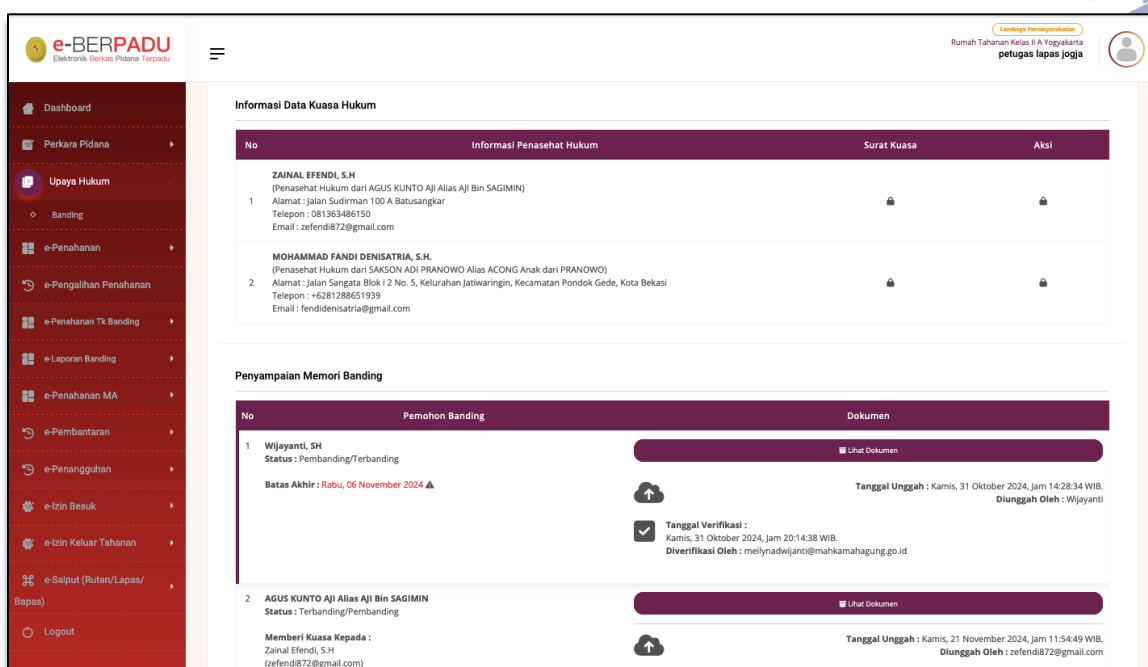 e-BERPADU
Elektronik Berkas Pidana Terpadu
Lembaga Pemasyarakatan
Rumah Tahanan Kelas II A Yogyakarta
petugas lapas jogja
Dashboard
Perkara Pidana
Upaya Hukum
Banding
e-Penahanan
e-Pengalihan Penahanan
e-Penahanan Tk Banding
e-Laporan Banding
e-Penahanan MA
e-Pembantaran
e-Penangguhan
e-Izin Besuk
e-Izin Keluar Tahanan
e-Salput (Rutan/Lapas/
Bapas)
Logout
Informasi Data Kuasa Hukum
No Informasi Penasehat Hukum Surat Kuasa Aksi
ZAINAL EFENDI, S.H
(Penasehat Hukum dari AGUS KUNTO AJI Alias AJI Bin SAGIMIN)
1 Alamat : Jalan Sudirman 100 A Batusangkar
Telepon : 081363486150
Email : zefendi872@gmail.com
MOHAMMAD FANDI DENISATRIA, S.H.
(Penasehat Hukum dari SAKSON ADI PRANOWO Alias ACONG Anak dari PRANOWO)
2 Alamat : Jalan Sangata Blok i 2 No. 5, Kelurahan Jatiwaringin, Kecamatan Pondok Gede, Kota Bekasi
Telepon : +6281288651939
Email : fendidenisatria@gmail.com
Penyampaian Memori Banding
No Pemohon Banding Dokumen
1 Wijayanti, SH
Status : Pembanding/Terbanding
Batas Akhir : Rabu, 06 November 2024
Lihat Dokumen
Tanggal Unggah : Kamis, 31 Oktober 2024, Jam 14:28:34 WIB.
Diunggah Oleh : Wijayanti
Tanggal Verifikasi :
Kamis, 31 Oktober 2024, Jam 20:14:38 WIB.
Diverifikasi Oleh : meilynadwijanti@mahkamahagung.go.id
2 AGUS KUNTO AJI Alias AJI Bin SAGIMIN
Status : Terbanding/Pembanding
Memberi Kuasa Kepada :
Zainal Efendi, S.H
(zefendi872@gmail.com)
Lihat Dokumen
Tanggal Unggah : Kamis, 21 November 2024, Jam 11:54:49 WIB.
Diunggah Oleh : zefendi872@gmail.com